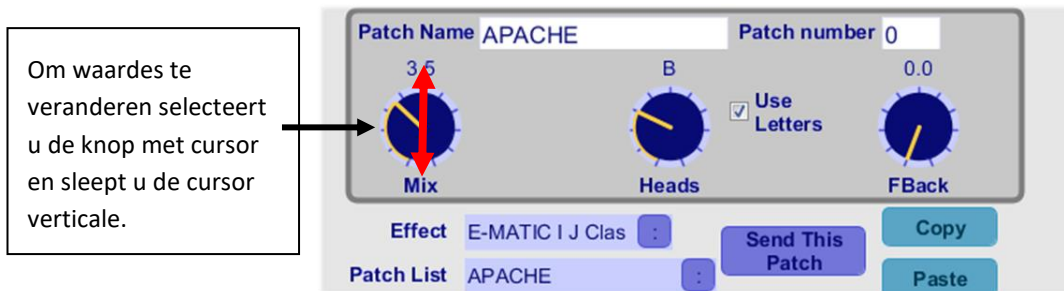 Om waardes te
veranderen selecteert
u de knop met cursor
en sleept u de cursor
verticale.
Patch Name APACHE Patch number 0
3.5 B 0.0
Use
Letters
Mix Heads FBack
Effect E-MATIC I J Clas :
Send This
Patch
Copy
Patch List APACHE :
Paste